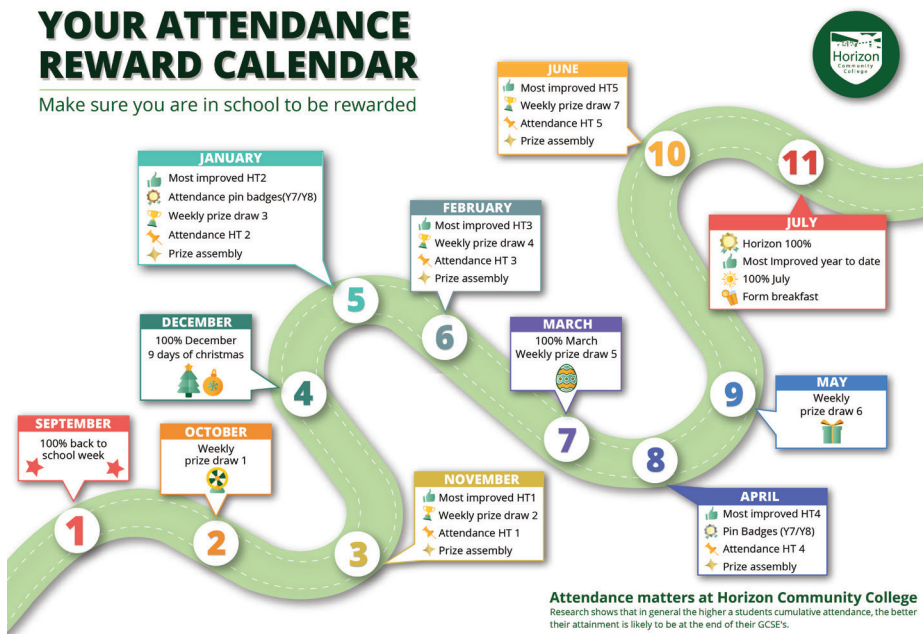 YOUR ATTENDANCE
REWARD CALENDAR
Make sure you are in school to be rewarded
Horizon
Community
College
SEPTEMBER
100% back to
school week
1
OCTOBER
Weekly
prize draw 1
2
NOVEMBER
Most improved HT1
Weekly prize draw 2
Attendance HT 1
Prize assembly
3
DECEMBER
100% December
9 days of christmas
4
JANUARY
Most improved HT2
Attendance pin badges(Y7/Y8)
Weekly prize draw 3
Attendance HT 2
Prize assembly
5
FEBRUARY
Most improved HT3
Weekly prize draw 4
Attendance HT 3
Prize assembly
6
MARCH
100% March
Weekly prize draw 5
7
APRIL
Most improved HT4
Pin Badges (Y7/Y8)
Attendance HT 4
Prize assembly
8
MAY
Weekly
prize draw 6
9
JUNE
Most improved HT5
Weekly prize draw 7
Attendance HT 5
Prize assembly
10
JULY
Horizon 100%
Most Improved year to date
100% July
Form breakfast
11
Attendance matters at Horizon Community College
Research shows that in general the higher a students cumulative attendance, the better
their attainment is likely to be at the end of their GCSE's.